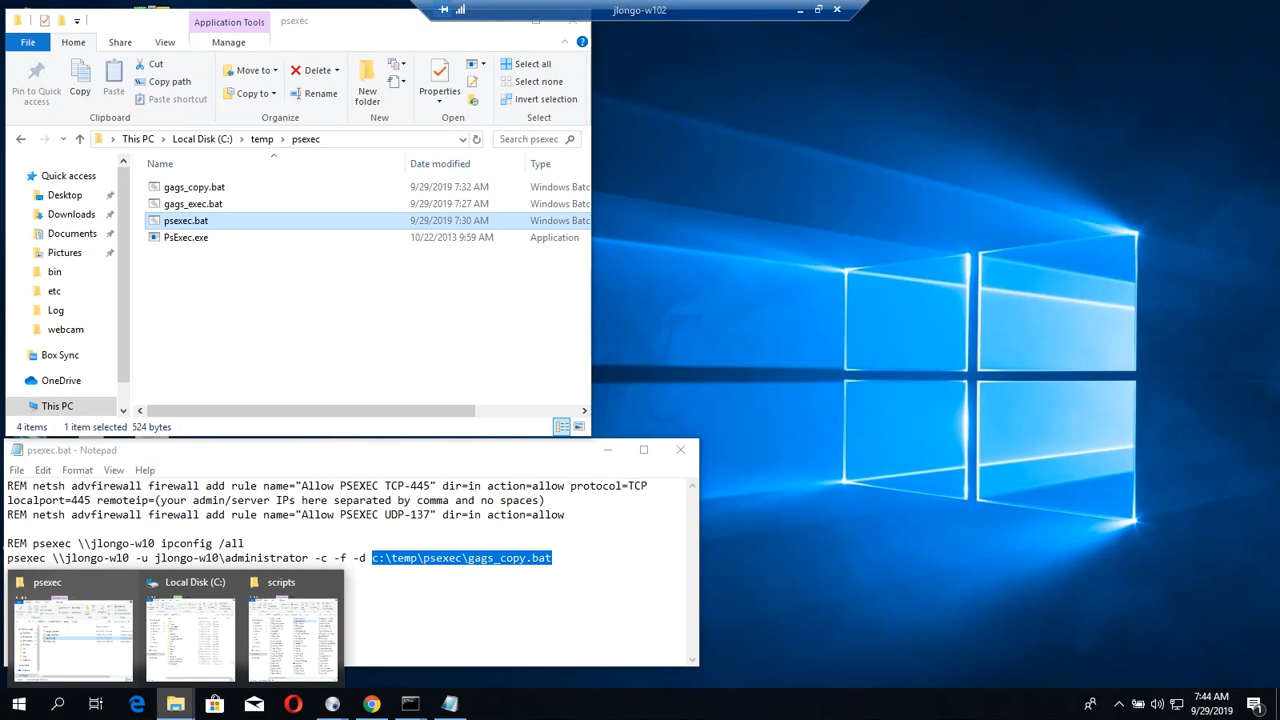 jlongo-w102
Application Tools
psexec
File
Home
Share
View
Manage
Pin to Quick access
Copy
Paste
Cut
Copy path
Paste shortcut
Clipboard
Move to
Copy to
Delete
Rename
Organize
New folder
New
Properties
Open
Select all
Select none
Invert selection
Select
This PC
Local Disk (C:)
temp
psexec
Search psexec
Name
Date modified
Type
Quick access
Desktop
Downloads
Documents
Pictures
bin
etc
Log
webcam
Box Sync
OneDrive
This PC
gags_copy.bat 9/29/2019 7:32 AM Windows Batc
gags_exec.bat 9/29/2019 7:27 AM Windows Batc
psexec.bat 9/29/2019 7:30 AM Windows Batc
PsExec.exe 10/22/2013 9:59 AM Application
4 items 1 item selected 524 bytes
psexec.bat - Notepad
File Edit Format View Help
REM netsh advfirewall firewall add rule name="Allow PSEXEC TCP-445" dir=in action=allow protocol=TCP
localport=445 remoteip=(your admin/server IPs here separated by comma and no spaces)
REM netsh advfirewall firewall add rule name="Allow PSEXEC UDP-137" dir=in action=allow
REM psexec \\jlongo-w10 ipconfig /all
psexec \\jlongo-w10 -u jlongo-w10\administrator -c -f -d c:\temp\psexec\gags_copy.bat
psexec
Local Disk (C:)
scripts
7:44 AM
9/29/2019